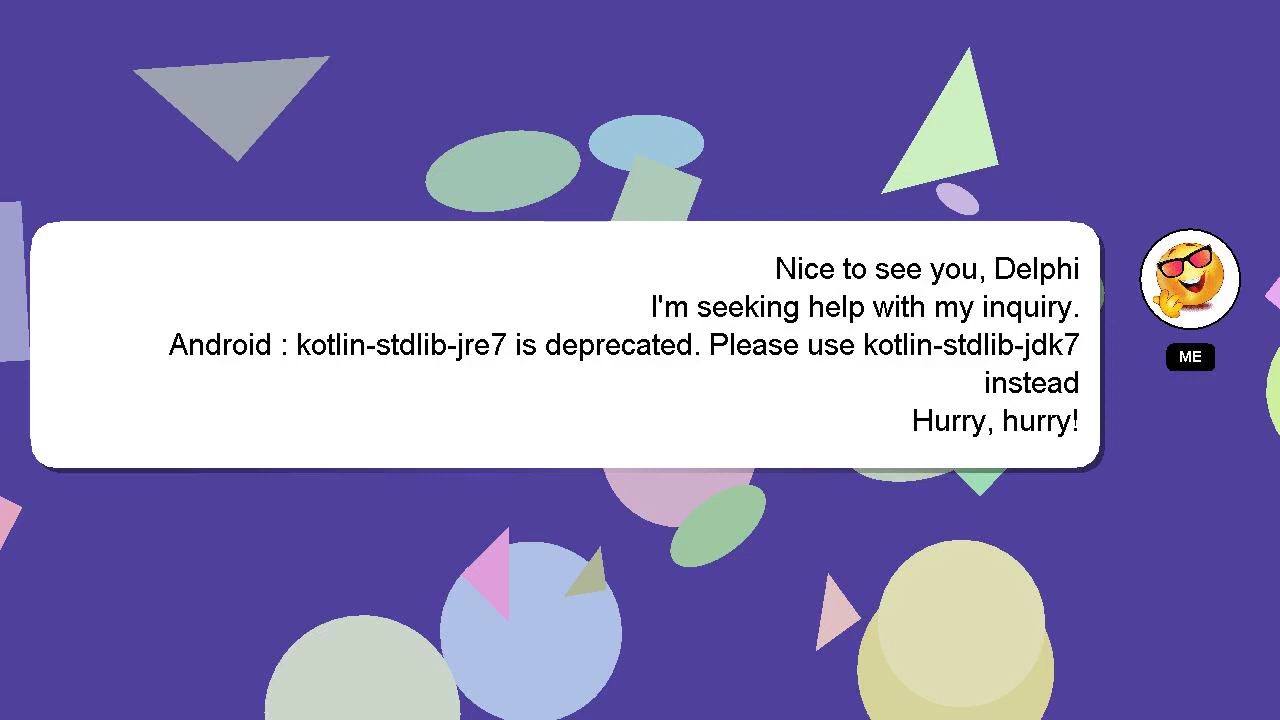 Nice to see you, Delphi
I'm seeking help with my inquiry.
Android : kotlin-stdlib-jre7 is deprecated. Please use kotlin-stdlib-jdk7
instead
Hurry, hurry!
ME